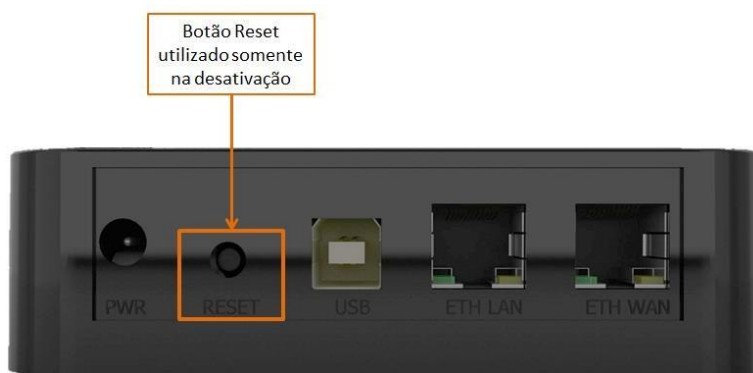 Botão Reset
utilizado somente
na desativação
PWR
RESET
USB
ETH LAN
ETH WAN